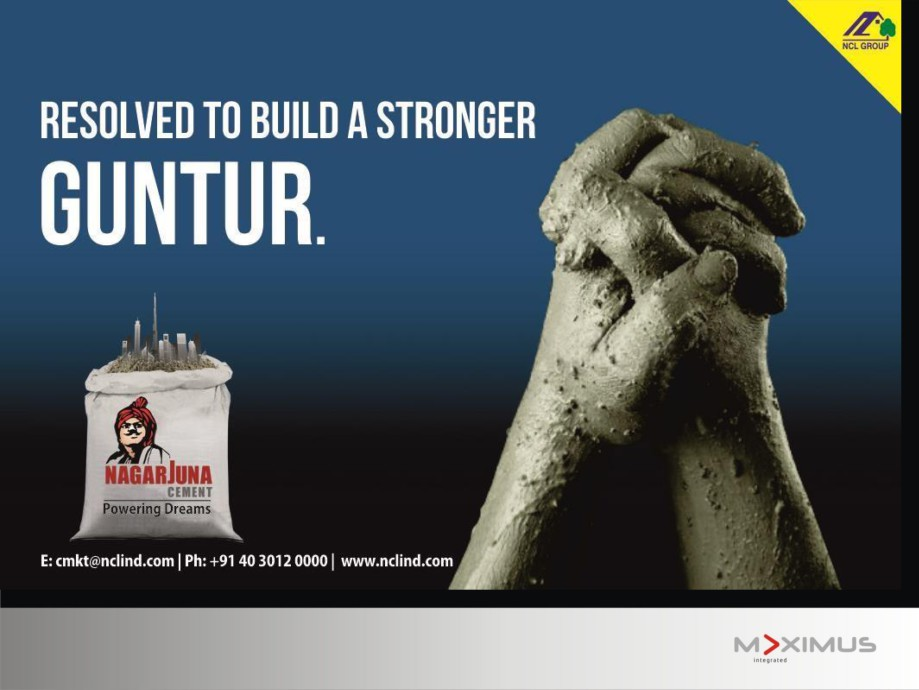 NCL GROUP
RESOLVED TO BUILD A STRONGER
GUNTUR.
NAGARJUNA
CEMENT
Powering Dreams
E: cmkt@nclind.com | Ph: +91 40 3012 0000 | www.nclind.com
MAXIMUS
integrated